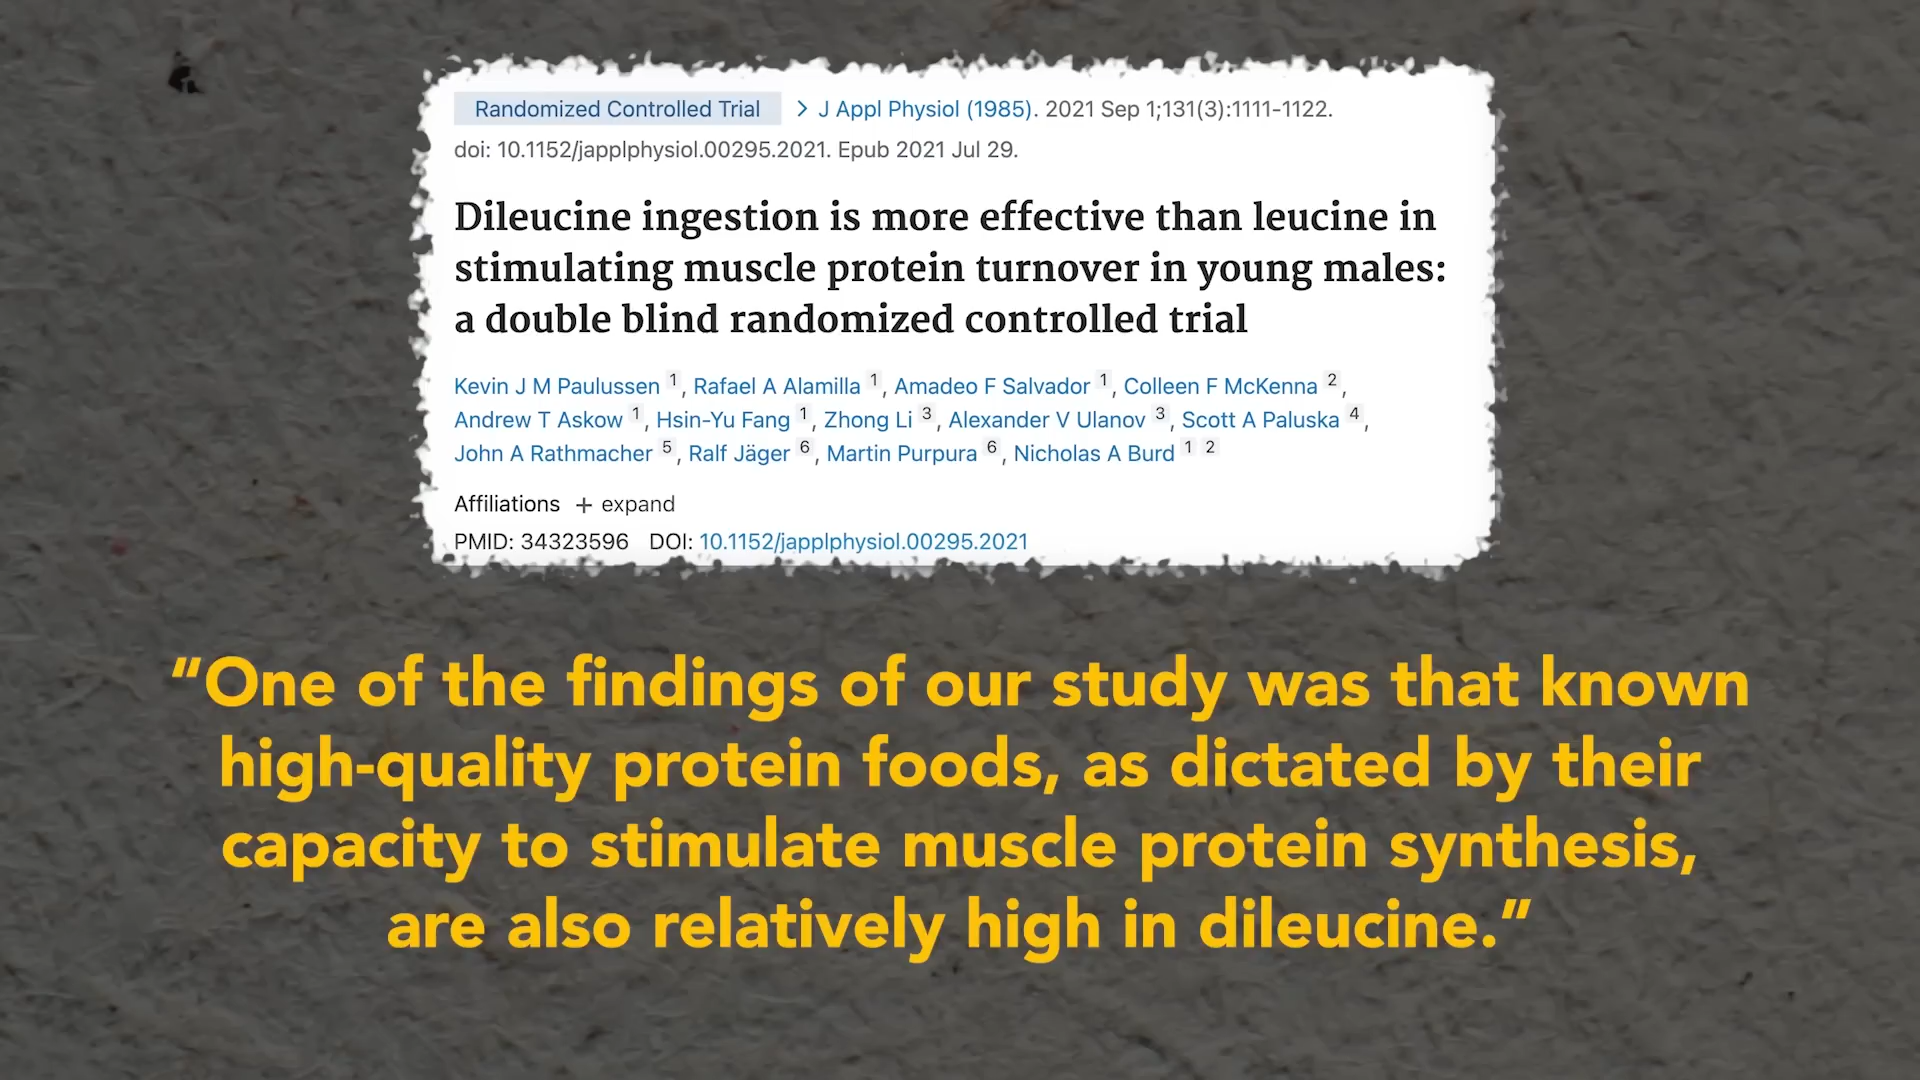 Randomized Controlled Trial > J Appl Physiol (1985). 2021 Sep 1;131(3):1111-1122.
doi: 10.1152/japplphysiol.00295.2021. Epub 2021 Jul 29.
Dileucine ingestion is more effective than leucine in
stimulating muscle protein turnover in young males:
a double blind randomized controlled trial
Kevin J M Paulussen 1, Rafael A Alamilla 1, Amadeo F Salvador 1, Colleen F McKenna 2,
Andrew T Askow 1, Hsin-Yu Fang 1, Zhong Li 3, Alexander V Ulanov 3, Scott A Paluska 4,
John A Rathmacher 5, Ralf Jäger 6, Martin Purpura 6, Nicholas A Burd 1 2
Affiliations + expand
PMID: 34323596 DOI: 10.1152/japplphysiol.00295.2021
“One of the findings of our study was that known
high-quality protein foods, as dictated by their
capacity to stimulate muscle protein synthesis,
are also relatively high in dileucine.”